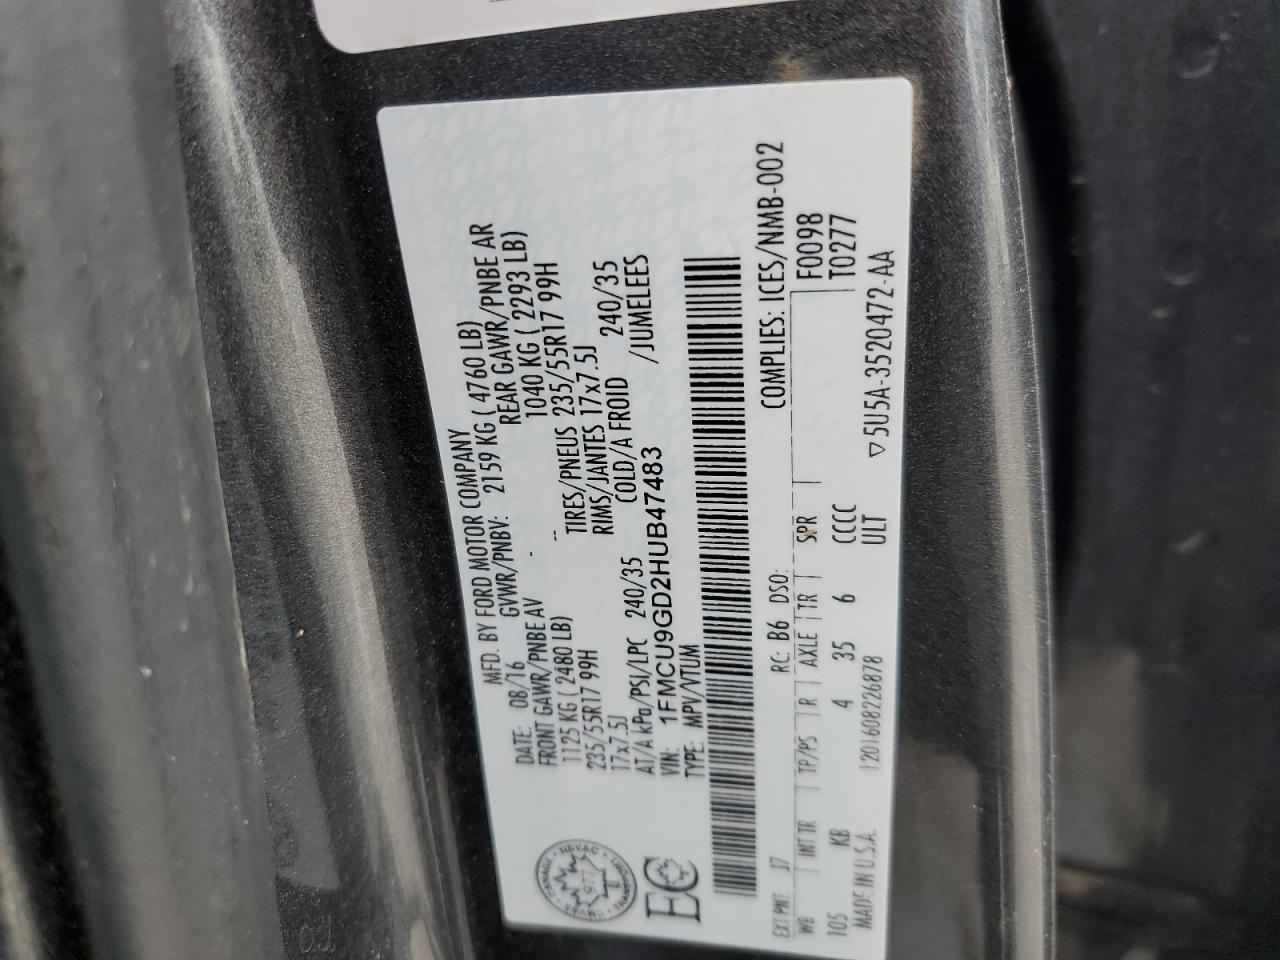 MFD. BY FORD MOTOR COMPANY
DATE: 08/16 GVWR/PNBV: 2159 KG ( 4760 LB)
FRONT GAWR/PNBE AV - REAR GAWR/PNBE AR
1125 KG ( 2480 LB) 1040 KG ( 2293 LB)
235/55R17 99H -- TIRES/PNEUS 235/55R17 99H
17x7.5J RIMS/JANTES 17x7.5J
AT/A kPa/PSI/LPC 240/35 COLD/A FROID 240/35
VIN: 1FMCU9GD2HUB47483 /JUMELEES
TYPE: MPV/VTUM
EC
COMPLIES: ICES/NMB-002
EXT PNT: J7 RC: B6 DSO:
WB INT TR TP/PS R AXLE TR SPR F0098
105 KB 4 35 6 CCCC T0277
MADE IN U.S.A. 120160822 6878 ULT
▽ 5U5A-3520472-AA